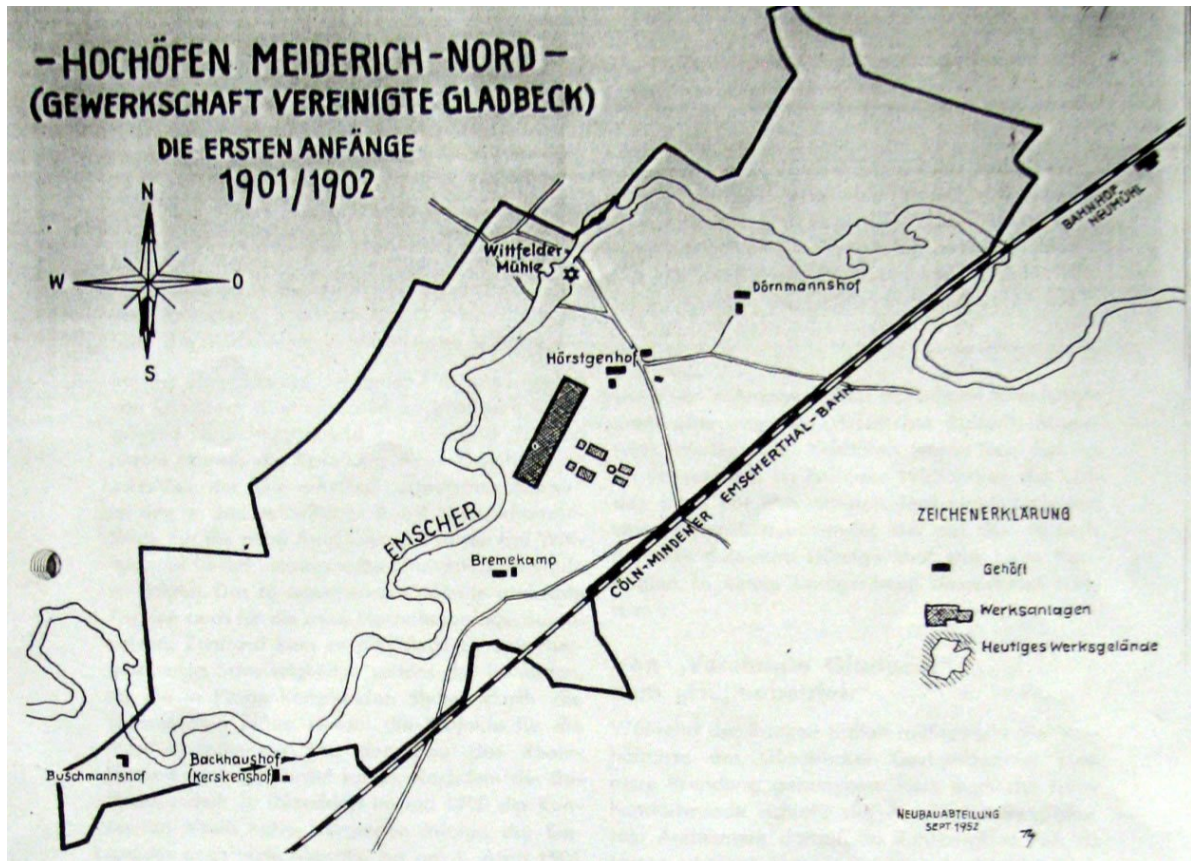 -HOCHÖFEN MEIDERICH-NORD-
(GEWERKSCHAFT VEREINIGTE GLADBECK)
DIE ERSTEN ANFÄNGE
1901/1902
N
W
O
S
Wittfelder-
Mühle
Dörnmannshof
BAHNHOF
NEUMÜHL
Hörstgenhof
EMSCHER
CÖLN-MINDENER EMSCHERTHAL-BAHN
Bremekamp
Buschmannshof
Backhaushof
(Kerskenshof)
ZEICHENERKLÄRUNG
Gehöft
Werksanlagen
Heutiges Werksgelände
NEUBAUABTEILUNG
SEPT 1952